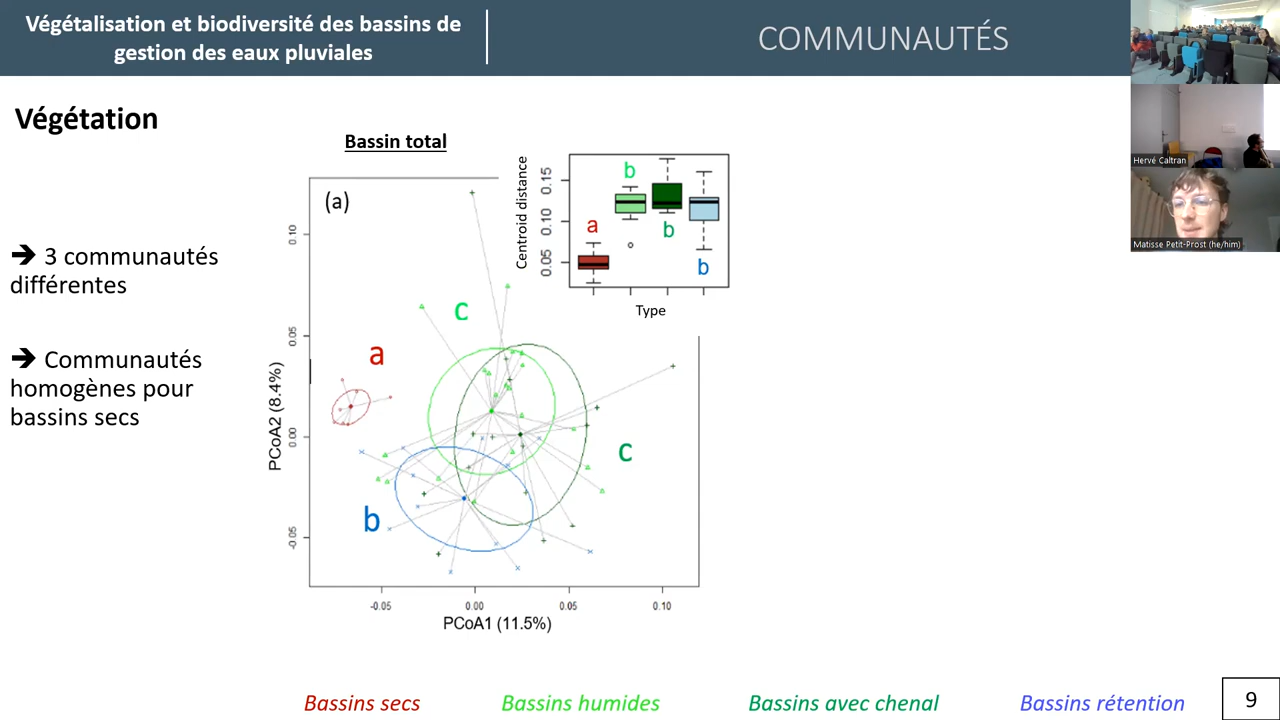 Végétalisation et biodiversité des bassins de
gestion des eaux pluviales
COMMUNAUTÉS
Végétation
Bassin total
➔ 3 communautés
différentes
➔ Communautés
homogènes pour
bassins secs
(a)
PCoA2 (8.4%)
0.10
0.05
0.00
-0.05
-0.05
0.00
0.05
0.10
PCoA1 (11.5%)
a
b
c
c
Centroid distance
0.15
0.10
0.05
a
b
b
b
Type
Hervé Caltran
Matisse Petit-Prost (he/him)
Bassins secs
Bassins humides
Bassins avec chenal
Bassins rétention
9